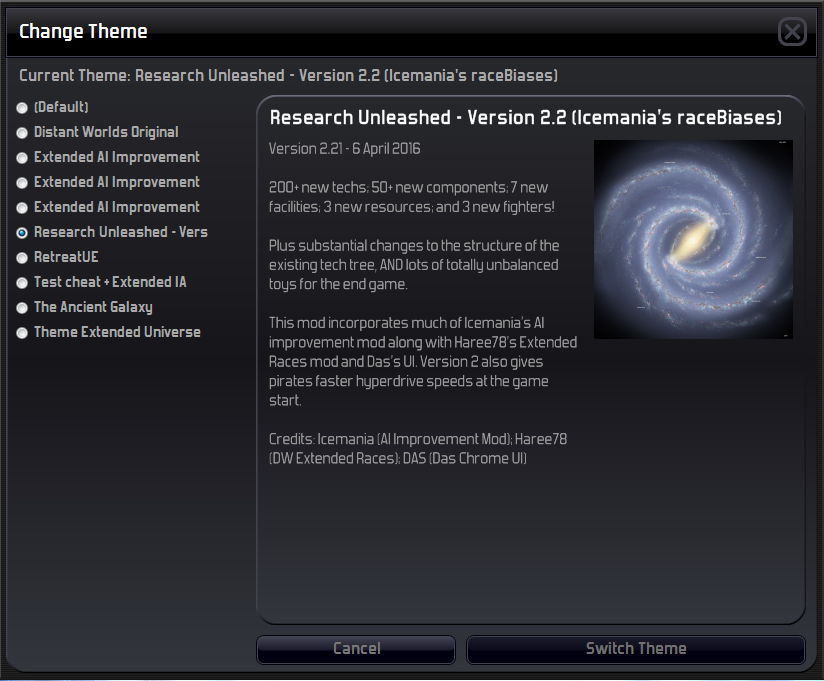 Change Theme
Current Theme: Research Unleashed - Version 2.2 (Icemania's raceBiases)
(Default)
Distant Worlds Original
Extended AI Improvement
Extended AI Improvement
Extended AI Improvement
Research Unleashed - Vers
RetreatUE
Test cheat + Extended IA
The Ancient Galaxy
Theme Extended Universe
Research Unleashed - Version 2.2 (Icemania's raceBiases)
Version 2.21 - 6 April 2016
200+ new techs; 50+ new components; 7 new
facilities; 3 new resources; and 3 new fighters!
Plus substantial changes to the structure of the
existing tech tree, AND lots of totally unbalanced
toys for the end game.
This mod incorporates much of Icemania's AI
improvement mod along with Haree78's Extended
Races mod and Das's UI. Version 2 also gives
pirates faster hyperdrive speeds at the game
start.
Credits: Icemania (AI Improvement Mod); Haree78
(DW Extended Races); DAS (Das Chrome UI)
Cancel
Switch Theme